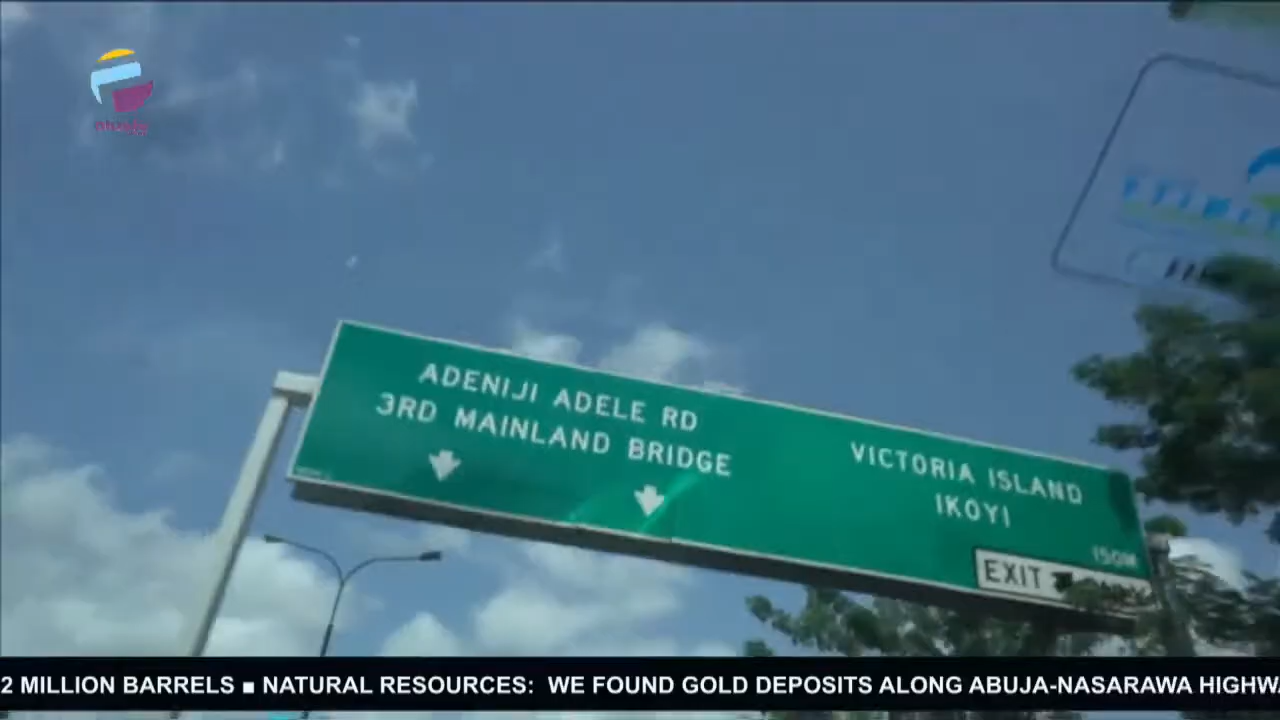 ADENIJI ADELE RD
3RD MAINLAND BRIDGE
VICTORIA ISLAND
IKOYI
150M
EXIT
2 MILLION BARRELS ■ NATURAL RESOURCES: WE FOUND GOLD DEPOSITS ALONG ABUJA-NASARAWA HIGHWA